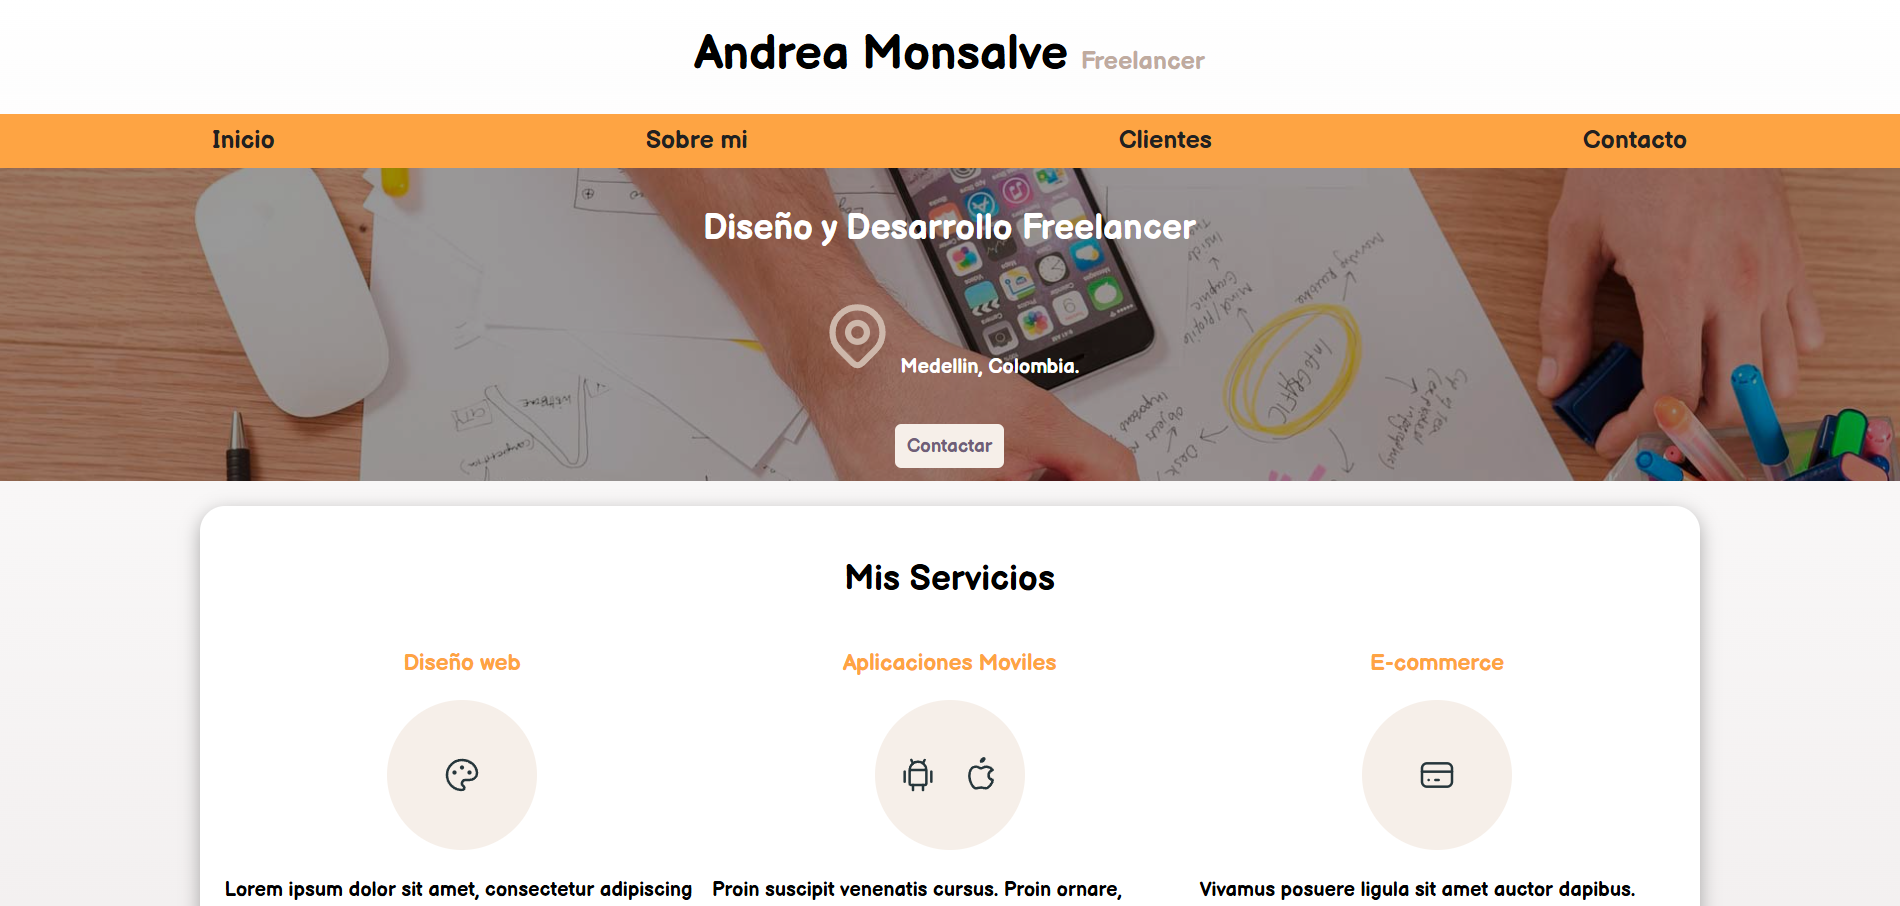 Andrea Monsalve Freelancer
Inicio Sobre mi Clientes Contacto
Diseño y Desarrollo Freelancer
Medellin, Colombia.
Contactar
INFOGRAFIC
Mis Servicios
Diseño web Aplicaciones Moviles E-commerce
Lorem ipsum dolor sit amet, consectetur adipiscing Proin suscipit venenatis cursus. Proin ornare, Vivamus posuere ligula sit amet auctor dapibus.